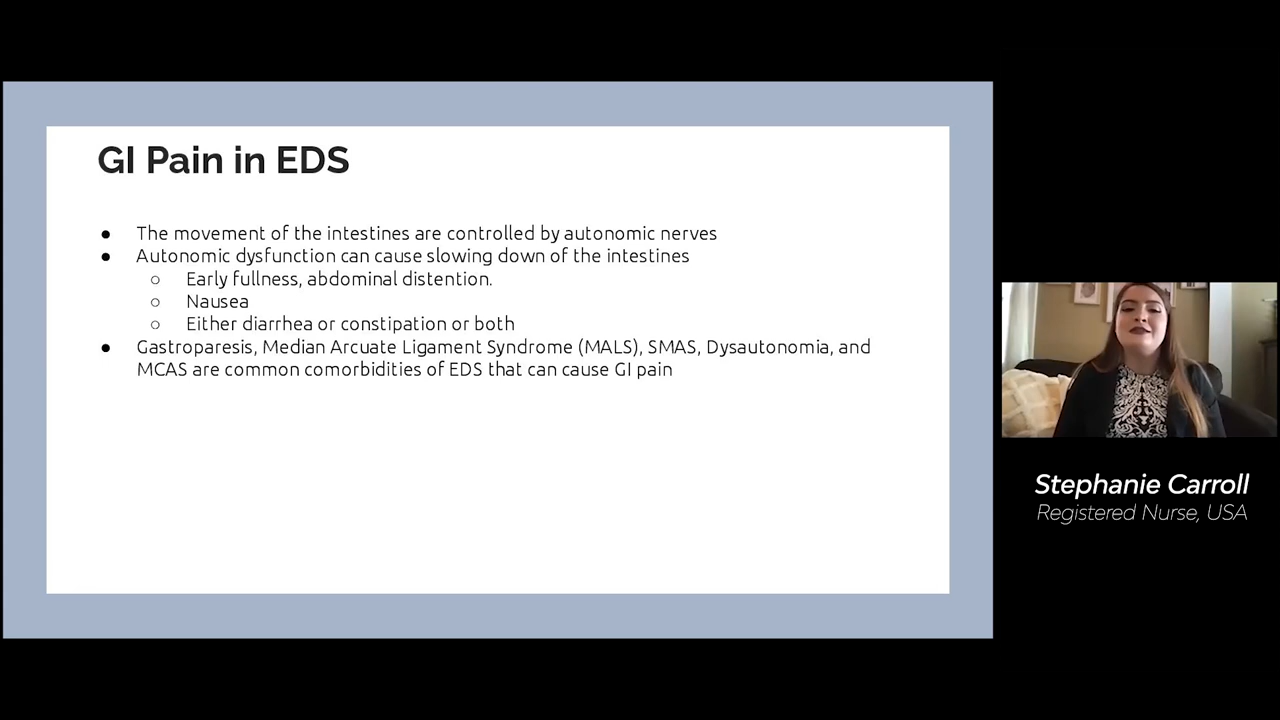 GI Pain in EDS
● The movement of the intestines are controlled by autonomic nerves
● Autonomic dysfunction can cause slowing down of the intestines
○ Early fullness, abdominal distention.
○ Nausea
○ Either diarrhea or constipation or both
● Gastroparesis, Median Arcuate Ligament Syndrome (MALS), SMAS, Dysautonomia, and
MCAS are common comorbidities of EDS that can cause GI pain
Stephanie Carroll
Registered Nurse, USA